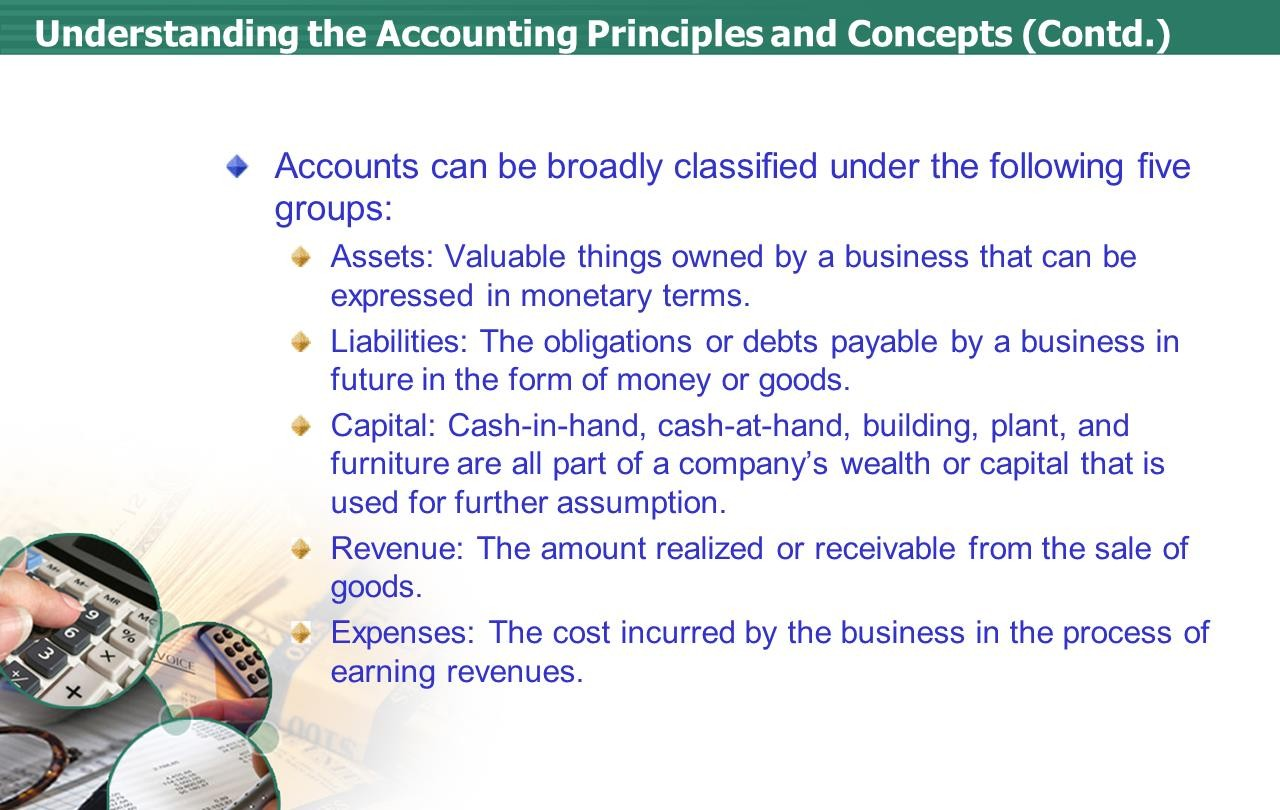 Understanding the Accounting Principles and Concepts (Contd.)
Accounts can be broadly classified under the following five
groups:
Assets: Valuable things owned by a business that can be
expressed in monetary terms.
Liabilities: The obligations or debts payable by a business in
future in the form of money or goods.
Capital: Cash-in-hand, cash-at-hand, building, plant, and
furniture are all part of a company’s wealth or capital that is
used for further assumption.
Revenue: The amount realized or receivable from the sale of
goods.
Expenses: The cost incurred by the business in the process of
earning revenues.